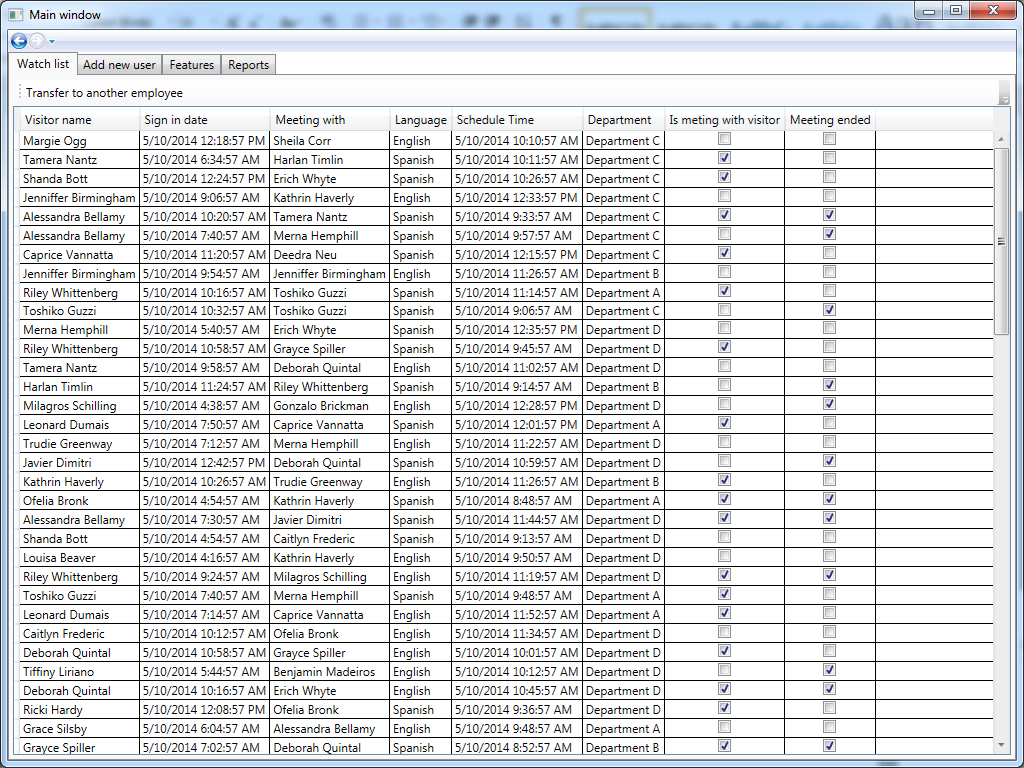 Main window
Watch list Add new user Features Reports
Transfer to another employee
Visitor name Sign in date Meeting with Language Schedule Time Department Is meting with visitor Meeting ended
Margie Ogg 5/10/2014 12:18:57 PM Sheila Corr English 5/10/2014 10:10:57 AM Department C
Tamera Nantz 5/10/2014 6:34:57 AM Harlan Timlin Spanish 5/10/2014 10:11:57 AM Department C
Shanda Bott 5/10/2014 12:24:57 PM Erich Whyte Spanish 5/10/2014 10:26:57 AM Department C
Jenniffer Birmingham 5/10/2014 9:06:57 AM Kathrin Haverly English 5/10/2014 12:33:57 PM Department C
Alessandra Bellamy 5/10/2014 10:20:57 AM Tamera Nantz Spanish 5/10/2014 9:33:57 AM Department C
Alessandra Bellamy 5/10/2014 7:40:57 AM Merna Hemphill Spanish 5/10/2014 9:57:57 AM Department C
Caprice Vannatta 5/10/2014 11:20:57 AM Deedra Neu Spanish 5/10/2014 12:15:57 PM Department C
Jenniffer Birmingham 5/10/2014 9:54:57 AM Jenniffer Birmingham English 5/10/2014 11:26:57 AM Department B
Riley Whittenberg 5/10/2014 10:16:57 AM Toshiko Guzzi Spanish 5/10/2014 11:14:57 AM Department A
Toshiko Guzzi 5/10/2014 10:32:57 AM Toshiko Guzzi Spanish 5/10/2014 9:06:57 AM Department C
Merna Hemphill 5/10/2014 5:40:57 AM Erich Whyte Spanish 5/10/2014 12:35:57 PM Department D
Riley Whittenberg 5/10/2014 10:58:57 AM Grayce Spiller Spanish 5/10/2014 9:45:57 AM Department D
Tamera Nantz 5/10/2014 9:58:57 AM Deborah Quintal English 5/10/2014 11:02:57 AM Department D
Harlan Timlin 5/10/2014 11:24:57 AM Riley Whittenberg Spanish 5/10/2014 9:14:57 AM Department B
Milagros Schilling 5/10/2014 4:38:57 AM Gonzalo Brickman English 5/10/2014 12:28:57 PM Department D
Leonard Dumais 5/10/2014 7:50:57 AM Caprice Vannatta Spanish 5/10/2014 12:01:57 PM Department A
Trudie Greenway 5/10/2014 7:12:57 AM Merna Hemphill English 5/10/2014 11:22:57 AM Department D
Javier Dimitri 5/10/2014 12:42:57 PM Deborah Quintal Spanish 5/10/2014 10:59:57 AM Department D
Kathrin Haverly 5/10/2014 10:26:57 AM Trudie Greenway English 5/10/2014 11:26:57 AM Department B
Ofelia Bronk 5/10/2014 4:54:57 AM Kathrin Haverly Spanish 5/10/2014 8:48:57 AM Department A
Alessandra Bellamy 5/10/2014 7:30:57 AM Javier Dimitri Spanish 5/10/2014 11:44:57 AM Department D
Shanda Bott 5/10/2014 4:54:57 AM Caitlyn Frederic Spanish 5/10/2014 9:13:57 AM Department D
Louisa Beaver 5/10/2014 4:16:57 AM Kathrin Haverly English 5/10/2014 9:50:57 AM Department D
Riley Whittenberg 5/10/2014 9:24:57 AM Milagros Schilling English 5/10/2014 11:19:57 AM Department D
Toshiko Guzzi 5/10/2014 7:40:57 AM Merna Hemphill Spanish 5/10/2014 9:48:57 AM Department A
Leonard Dumais 5/10/2014 7:14:57 AM Caprice Vannatta English 5/10/2014 11:52:57 AM Department A
Caitlyn Frederic 5/10/2014 10:12:57 AM Ofelia Bronk English 5/10/2014 11:34:57 AM Department D
Deborah Quintal 5/10/2014 10:58:57 AM Grayce Spiller English 5/10/2014 10:01:57 AM Department D
Tiffiny Liriano 5/10/2014 5:44:57 AM Benjamin Madeiros English 5/10/2014 10:12:57 AM Department D
Deborah Quintal 5/10/2014 10:16:57 AM Erich Whyte English 5/10/2014 10:45:57 AM Department D
Ricki Hardy 5/10/2014 12:08:57 PM Ofelia Bronk Spanish 5/10/2014 9:36:57 AM Department D
Grace Silsby 5/10/2014 6:04:57 AM Alessandra Bellamy English 5/10/2014 9:48:57 AM Department A
Grayce Spiller 5/10/2014 7:02:57 AM Deborah Quintal Spanish 5/10/2014 8:52:57 AM Department B